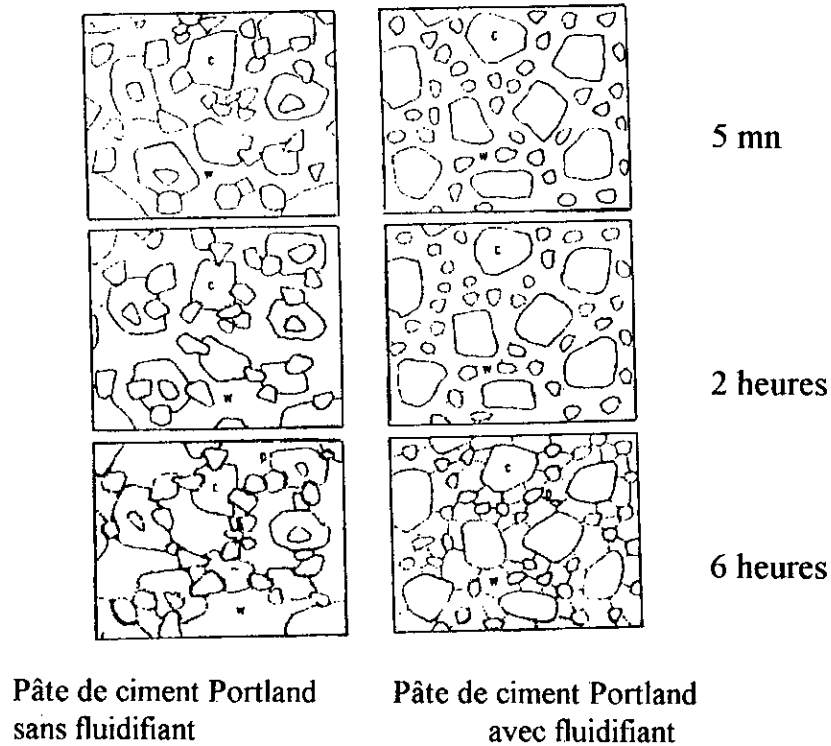 C
W
5 mn
C
W
2 heures
C
W
6 heures
Pâte de ciment Portland
sans fluidifiant
Pâte de ciment Portland
avec fluidifiant